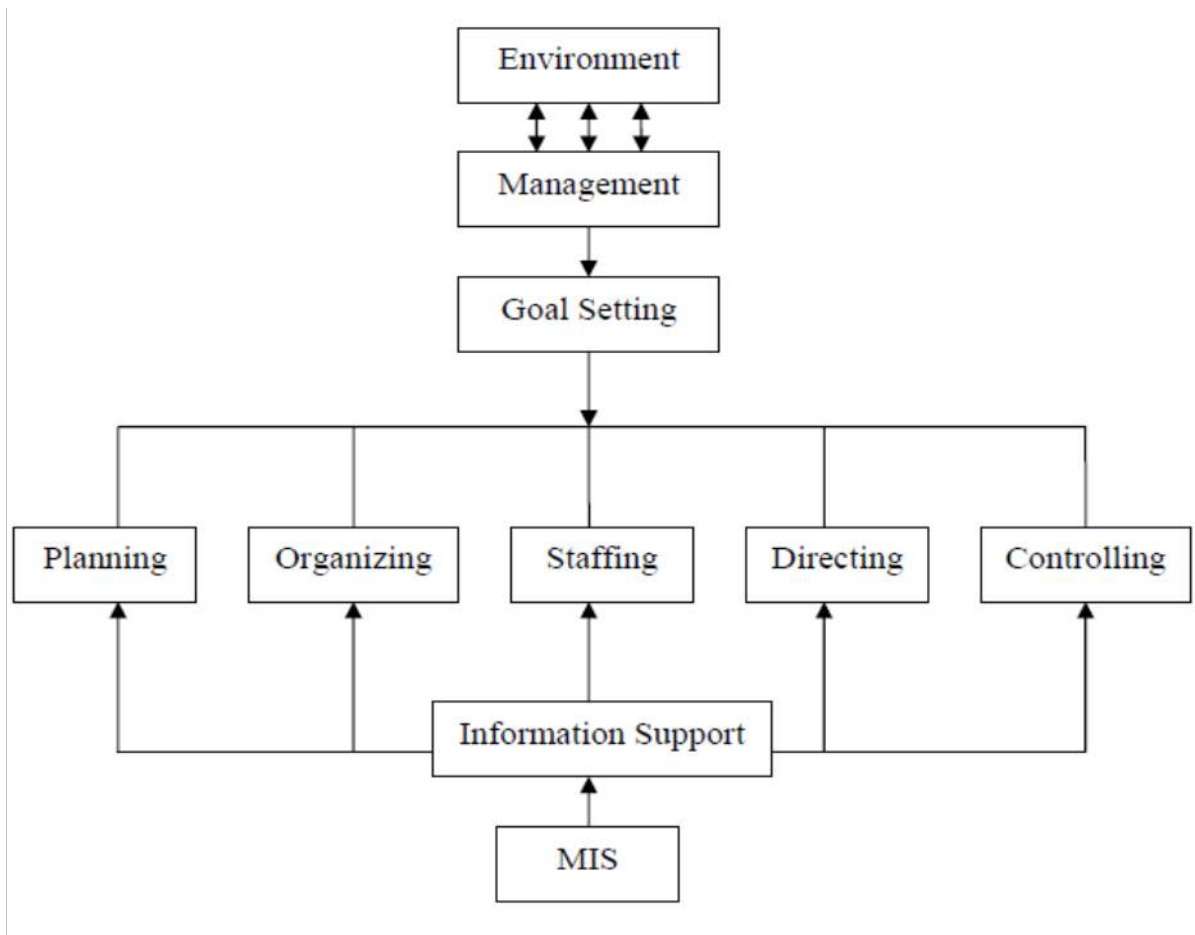 Environment
Management
Goal Setting
Planning
Organizing
Staffing
Directing
Controlling
Information Support
MIS